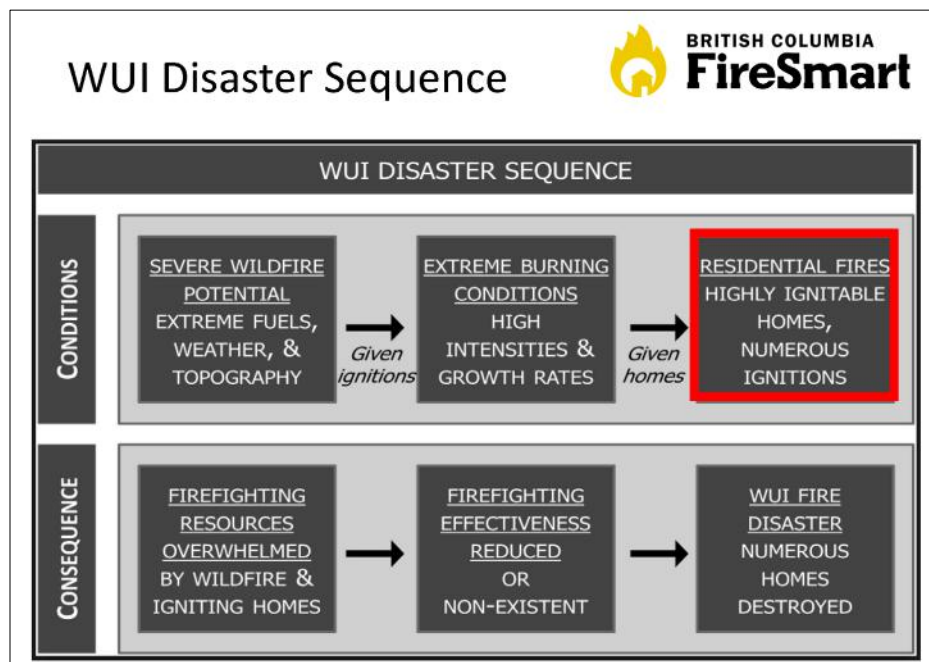 WUI Disaster Sequence
BRITISH COLUMBIA
FireSmart
WUI DISASTER SEQUENCE
CONDITIONS
SEVERE WILDFIRE
POTENTIAL
EXTREME FUELS,
WEATHER, &
TOPOGRAPHY
Given
ignitions
EXTREME BURNING
CONDITIONS
HIGH
INTENSITIES &
GROWTH RATES
Given
homes
RESIDENTIAL FIRES
HIGHLY IGNITABLE
HOMES,
NUMEROUS
IGNITIONS
CONSEQUENCE
FIREFIGHTING
RESOURCES
OVERWHELMED
BY WILDFIRE &
IGNITING HOMES
FIREFIGHTING
EFFECTIVENESS
REDUCED
OR
NON-EXISTENT
WUI FIRE
DISASTER
NUMEROUS
HOMES
DESTROYED